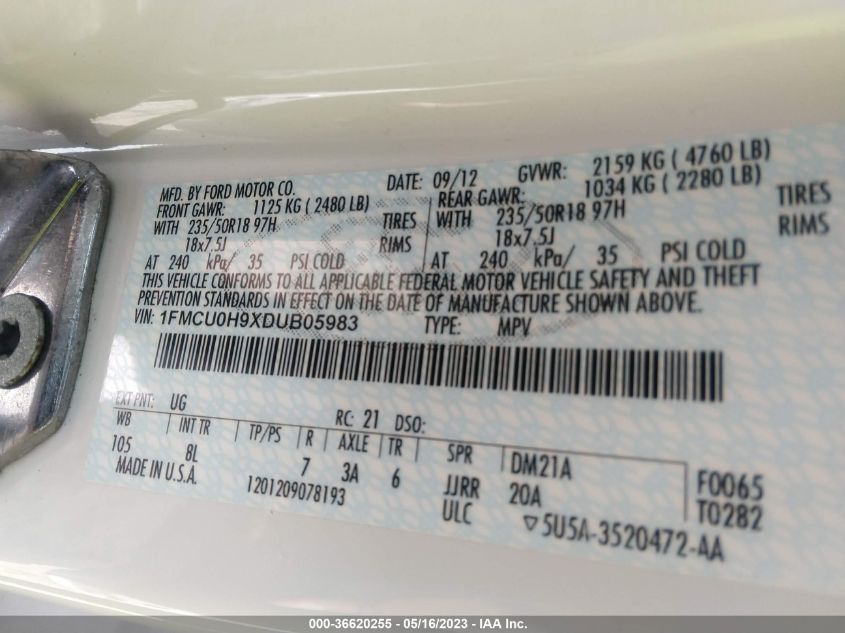 MFD. BY FORD MOTOR CO. DATE: 09/12 GVWR: 2159 KG ( 4760 LB)
FRONT GAWR: 1125 KG ( 2480 LB) REAR GAWR: 1034 KG ( 2280 LB)
WITH 235/50R18 97H TIRES WITH 235/50R18 97H TIRES
18x7.5J RIMS 18x7.5J RIMS
AT 240 kPa/ 35 PSI COLD AT 240 kPa/ 35 PSI COLD
THIS VEHICLE CONFORMS TO ALL APPLICABLE FEDERAL MOTOR VEHICLE SAFETY AND THEFT
PREVENTION STANDARDS IN EFFECT ON THE DATE OF MANUFACTURE SHOWN ABOVE.
VIN: 1FMCU0H9XDUB05983 TYPE: MPV
EXT PNT: UG RC: 21 DSO:
WB INT TR TP/PS R AXLE TR SPR DM21A F0065
105 8L 7 3A 6 JJRR 20A T0282
MADE IN U.S.A. 1201209078193 ULC ▽5U5A-3520472-AA
000-36620255 - 05/16/2023 - IAA Inc.